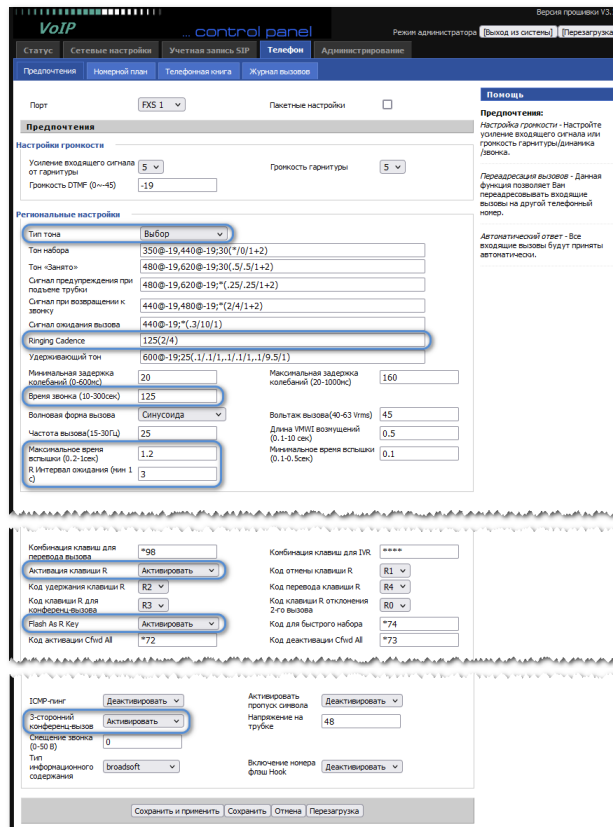 Версия прошивки V3.
VoIP ... control panel
Режим администратора [Выход из системы] [Перезагрузка
Статус Сетевые настройки Учетная запись SIP Телефон Администрирование
Предпочтения Номерной план Телефонная книга Журнал вызовов
Помощь
Порт FXS 1 Пакетные настройки
Предпочтения:
Настройка громкости - Настройте
усиление входящего сигнала или
громкость гарнитуры/динамика
/звонка.
Переадресация вызовов - Данная
функция позволяет Вам
переадресовывать входящие
вызовы на другой телефонный
номер.
Автоматический ответ - Все
входящие вызовы будут приняты
автоматически.
Предпочтения
Настройки громкости
Усиление входящего сигнала
от гарнитуры 5 Громкость гарнитуры 5
Громкость DTMF (0~-45) -19
Региональные настройки
Тип тона Выбор
Тон набора 350@-19,440@-19;30(*/0/1+2)
Тон «Занято» 480@-19,620@-19;30(.5/.5/1+2)
Сигнал предупреждения при
подъеме трубки 480@-19,620@-19;*(.25/.25/1+2)
Сигнал при возвращении к
звонку 440@-19,480@-19;*(2/4/1+2)
Сигнал ожидания вызова 440@-19;*(.3/10/1)
Ringing Cadence 125(2/4)
Удерживающий тон 600@-19;25(.1/.1/1,.1/.1/1,.1/9.5/1)
Минимальная задержка
колебаний (0-600мс) 20
Максимальная задержка
колебаний (20-1000мс) 160
Время звонка (10-300сек) 125
Волновая форма вызова Синусоида Вольтаж вызова(40-63 Vrms) 45
Частота вызова(15-30Гц) 25
Длина VMWI возмущений
(0.1-10 сек) 0.5
Максимальное время
вспышки (0.2-1сек) 1.2
Минимальное время вспышки
(0.1-0.5сек) 0.1
R Интервал ожидания (мин 1
с) 3
Комбинация клавиш для
перевода вызова *98
Комбинация клавиш для IVR ****
Активация клавиши R Активировать Код отмены клавиши R R1
Код удержания клавиши R R2 Код перевода клавиши R R4
Код клавиши R для
конференц-вызова R3
Код клавиши R отклонения
2-го вызова R0
Flash As R Key Активировать Код для быстрого набора *74
Код активации Cfwd All *72 Код деактивации Cfwd All *73
ICMP-пинг Деактивировать
Активировать
пропуск символа Деактивировать
3-сторонний
конференц-вызов Активировать
Напряжение на
трубке 48
Смещение звонка
(0-50 В) 0
Тип
информационного
содержания broadsoft
Включение номера
флаш Hook Деактивировать
Сохранить и применить Сохранить Отмена Перезагрузка